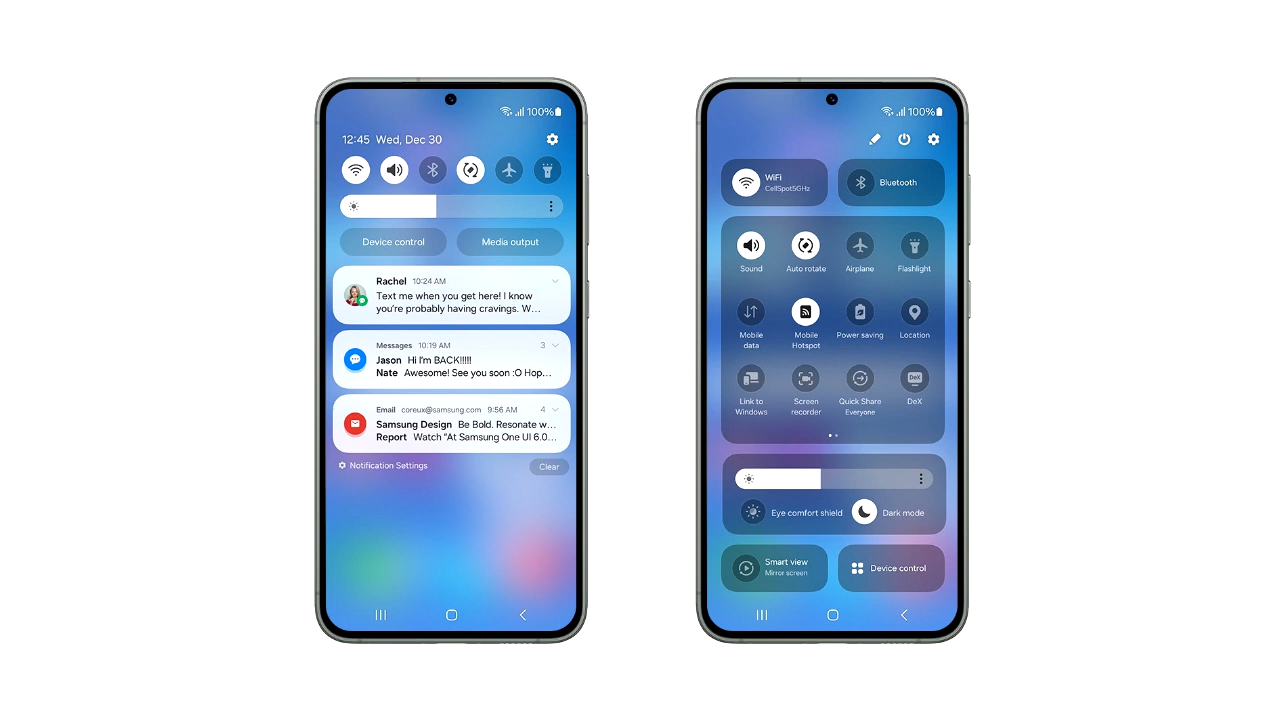 100%
12:45 Wed, Dec 30
Device control
Media output
Rachel 10:24 AM
Text me when you get here! I know
you're probably having cravings. W...
Messages 10:19 AM 3
Jason Hi I'm BACK!!!!!
Nate Awesome! See you soon :O Hop...
Email coreux@samsung.com 9:56 AM 4
Samsung Design Be Bold. Resonate w...
Report Watch "At Samsung One UI 6.0...
Notification Settings
Clear
100%
WiFi
CellSpot5GHz
Bluetooth
Sound
Auto rotate
Airplane
Flashlight
Mobile
data
Mobile
Hotspot
Power saving
Location
Link to
Windows
Screen
recorder
Quick Share
Everyone
DeX
DeX
Eye comfort shield
Dark mode
Smart view
Mirror screen
Device control